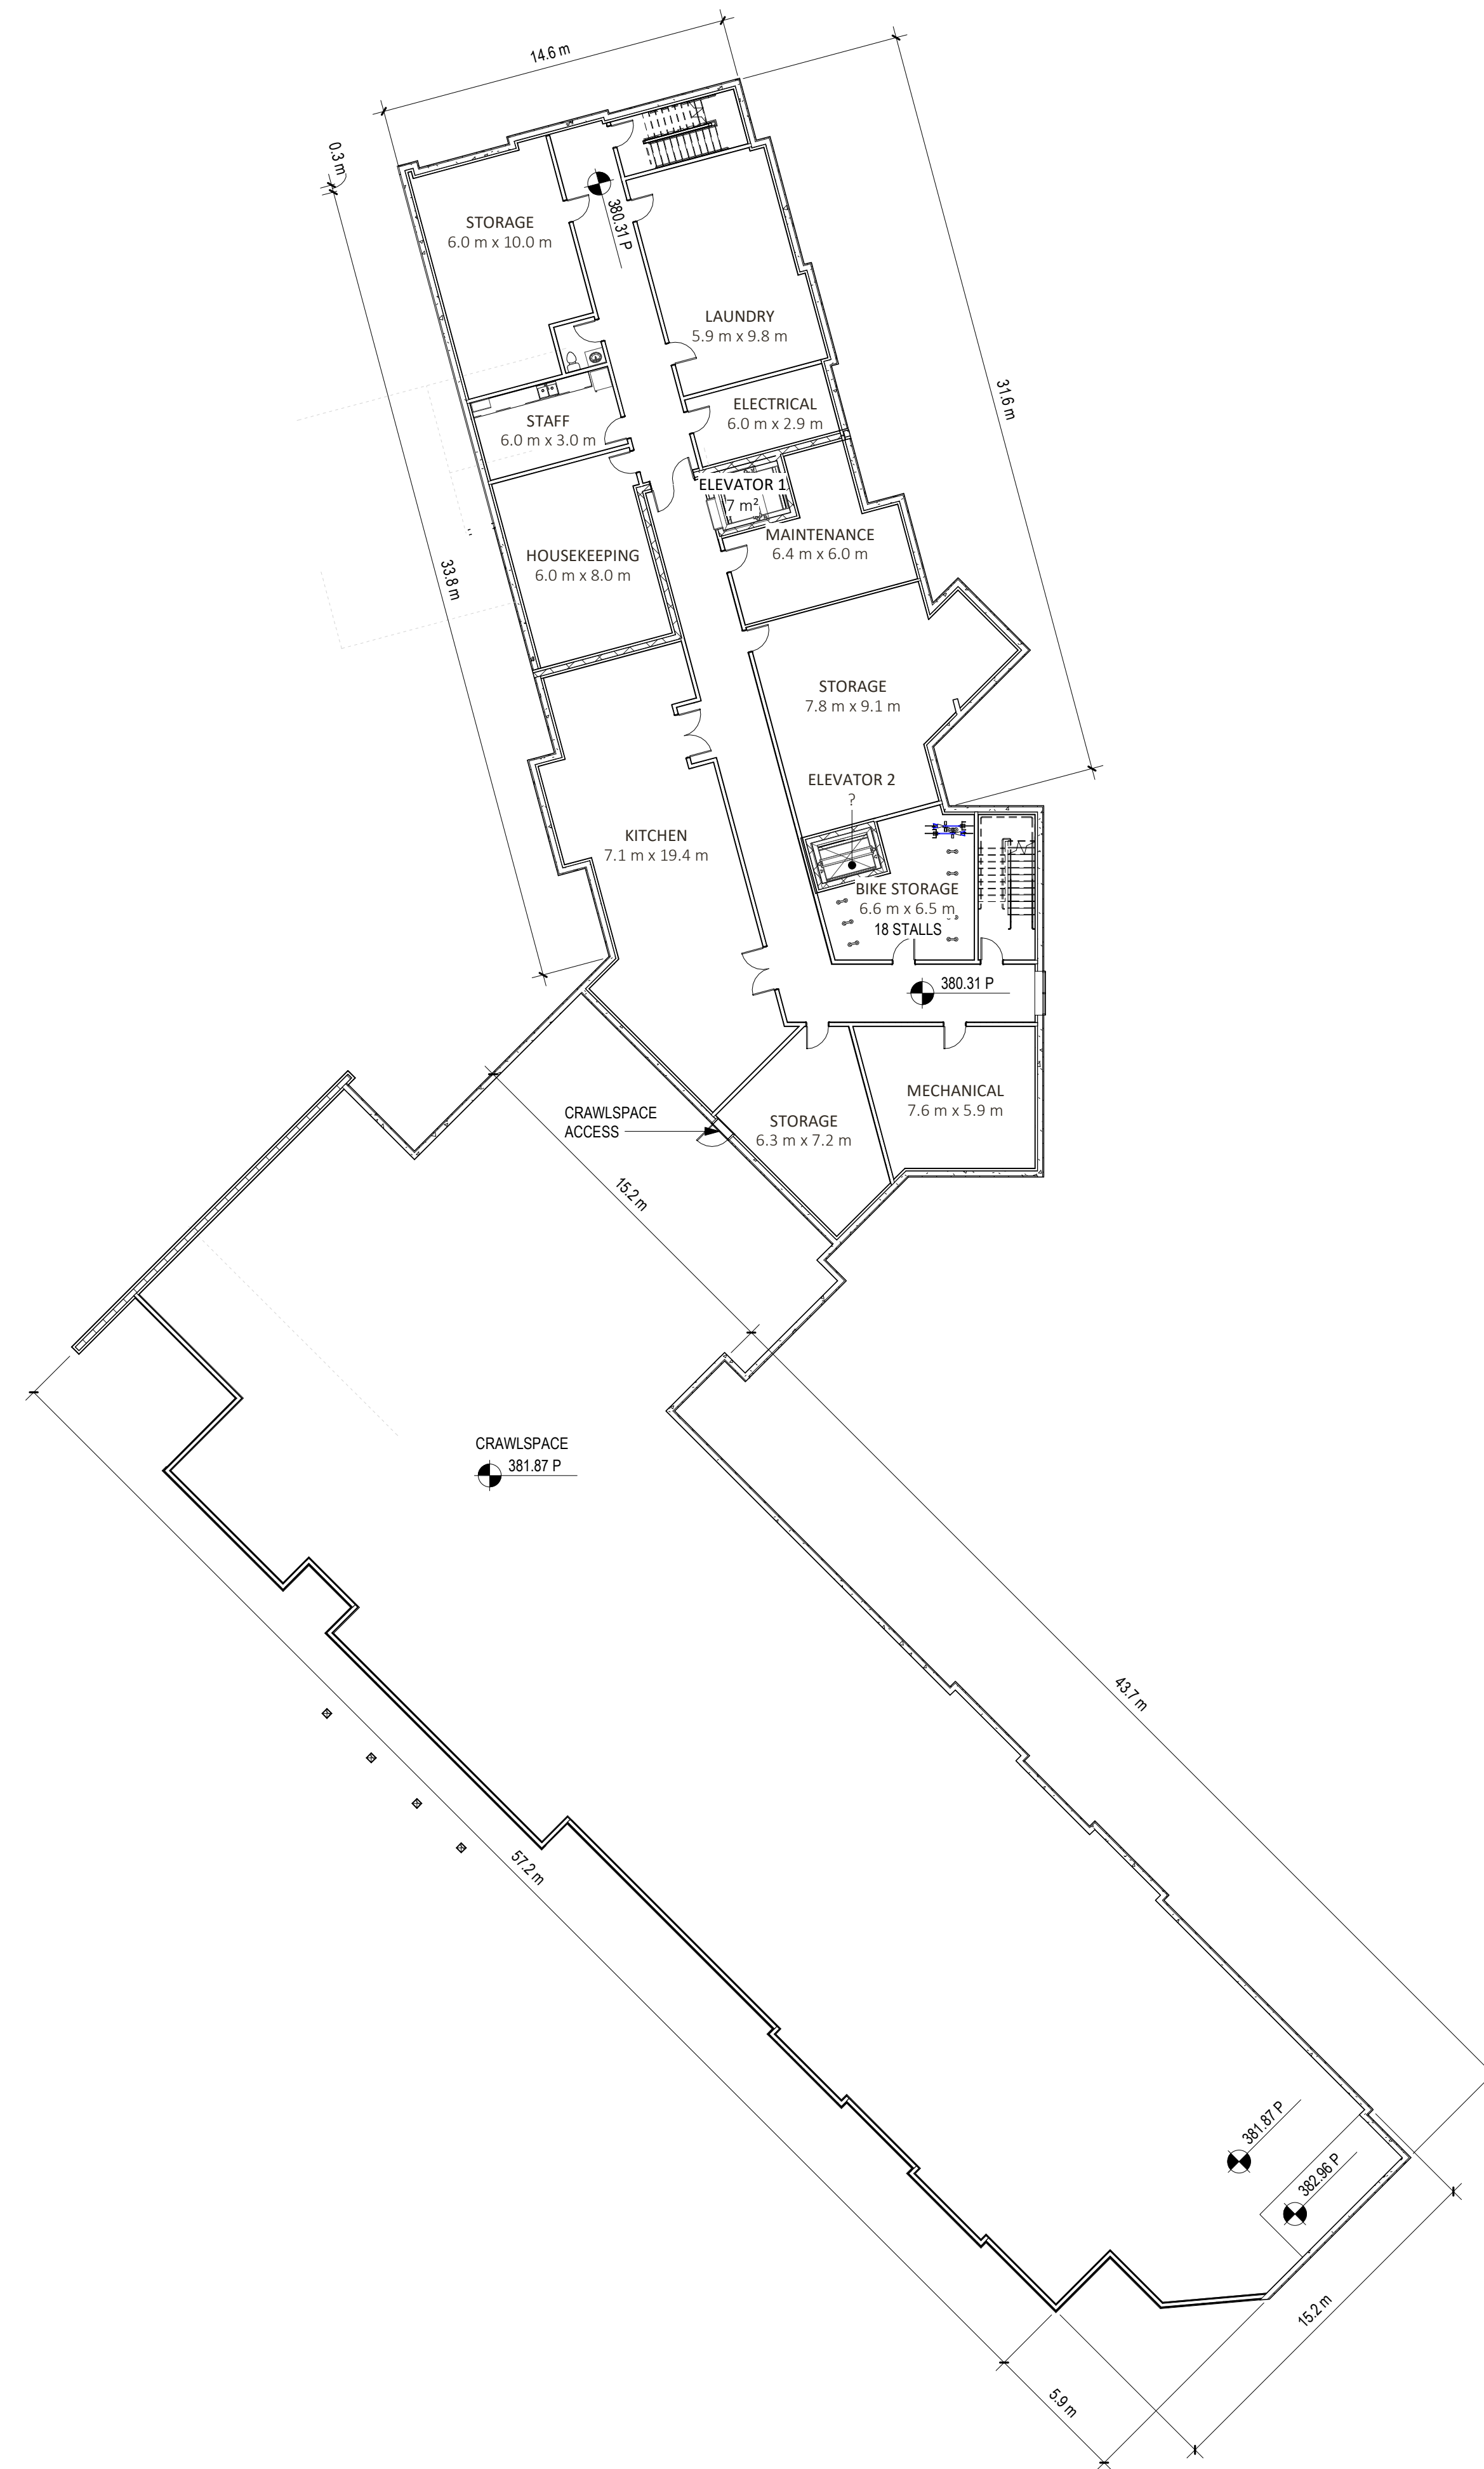 14.6 m
0.3 m
380.31 P
STORAGE
6.0 m x 10.0 m
LAUNDRY
5.9 m x 9.8 m
31.6 m
ELECTRICAL
6.0 m x 2.9 m
STAFF
6.0 m x 3.0 m
ELEVATOR 1
7 m²
MAINTENANCE
6.4 m x 6.0 m
HOUSEKEEPING
6.0 m x 8.0 m
33.8 m
STORAGE
7.8 m x 9.1 m
ELEVATOR 2
?
KITCHEN
7.1 m x 19.4 m
BIKE STORAGE
6.6 m x 6.5 m
18 STALLS
380.31 P
MECHANICAL
7.6 m x 5.9 m
CRAWLSPACE
ACCESS
STORAGE
6.3 m x 7.2 m
15.2 m
CRAWLSPACE
381.87 P
43.7 m
57.2 m
381.87 P
382.96 P
15.2 m
5.9 m